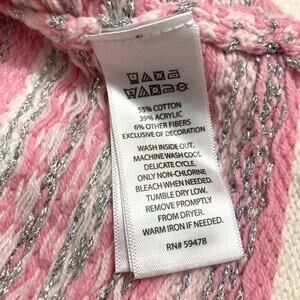 55% COTTON
39% ACRYLIC
6% OTHER FIBERS
EXCLUSIVE OF DECORATION
WASH INSIDE OUT.
MACHINE WASH COOL
DELICATE CYCLE.
ONLY NON-CHLORINE
BLEACH WHEN NEEDED.
TUMBLE DRY LOW.
REMOVE PROMPTLY
FROM DRYER.
WARM IRON IF NEEDED.
RN# 59478